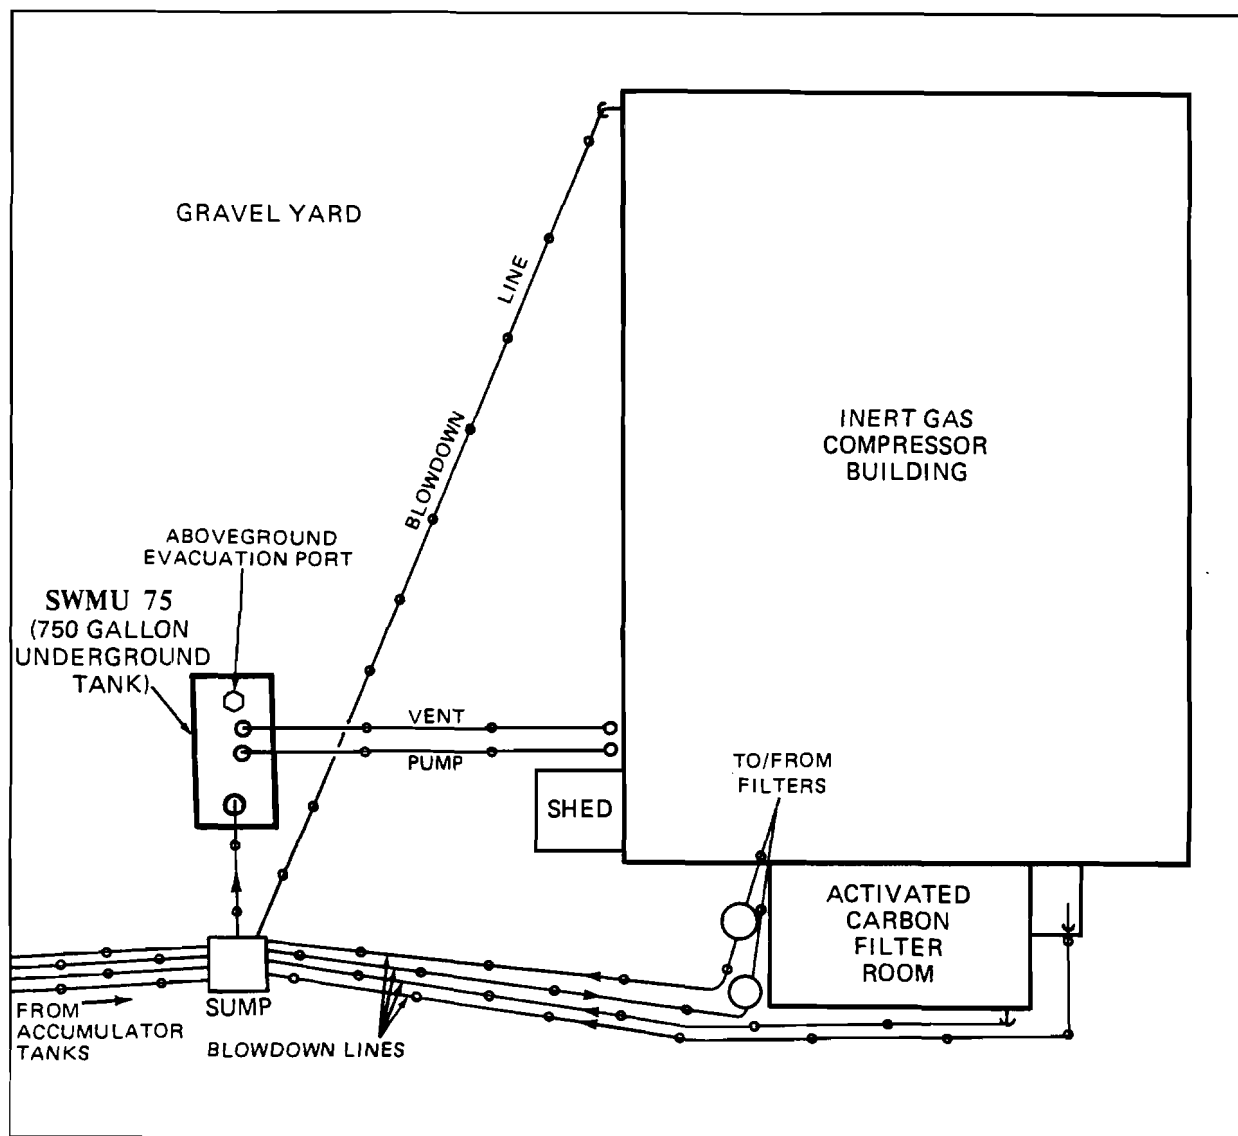 GRAVEL YARD
LINE
BLOWDOWN
INERT GAS
COMPRESSOR
BUILDING
ABOVEGROUND
EVACUATION PORT
SWMU 75
(750 GALLON
UNDERGROUND
TANK)
VENT
PUMP
SHED
TO/FROM
FILTERS
ACTIVATED
CARBON
FILTER
ROOM
SUMP
FROM
ACCUMULATOR
TANKS
BLOWDOWN LINES